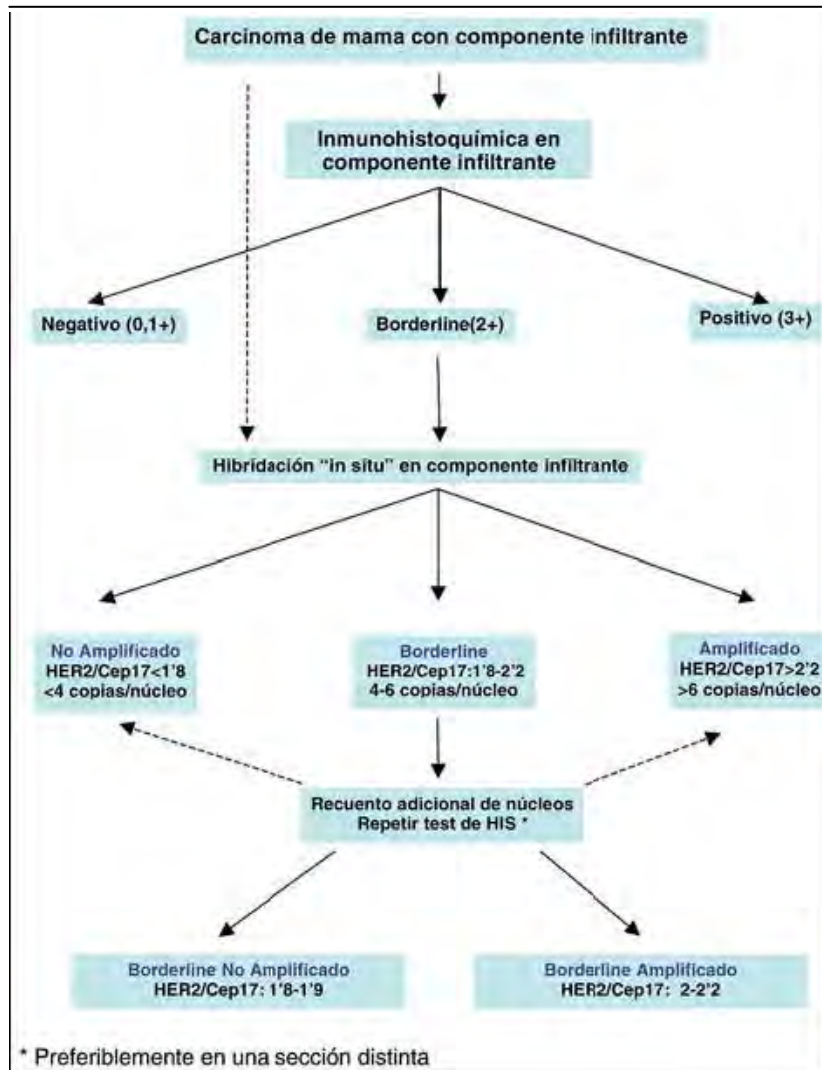 Carcinoma de mama con componente infiltrante
Inmunohistoquímica en
componente infiltrante
Negativo (0,1+)
Borderline(2+)
Positivo (3+)
Hibridación “in situ” en componente infiltrante
No Amplificado
HER2/Cep17<1'8
<4 copias/núcleo
Borderline
HER2/Cep17:1'8-2'2
4-6 copias/núcleo
Amplificado
HER2/Cep17>2'2
>6 copias/núcleo
Recuento adicional de núcleos
Repetir test de HIS *
Borderline No Amplificado
HER2/Cep17: 1'8-1'9
Borderline Amplificado
HER2/Cep17: 2-2'2
* Preferiblemente en una sección distinta